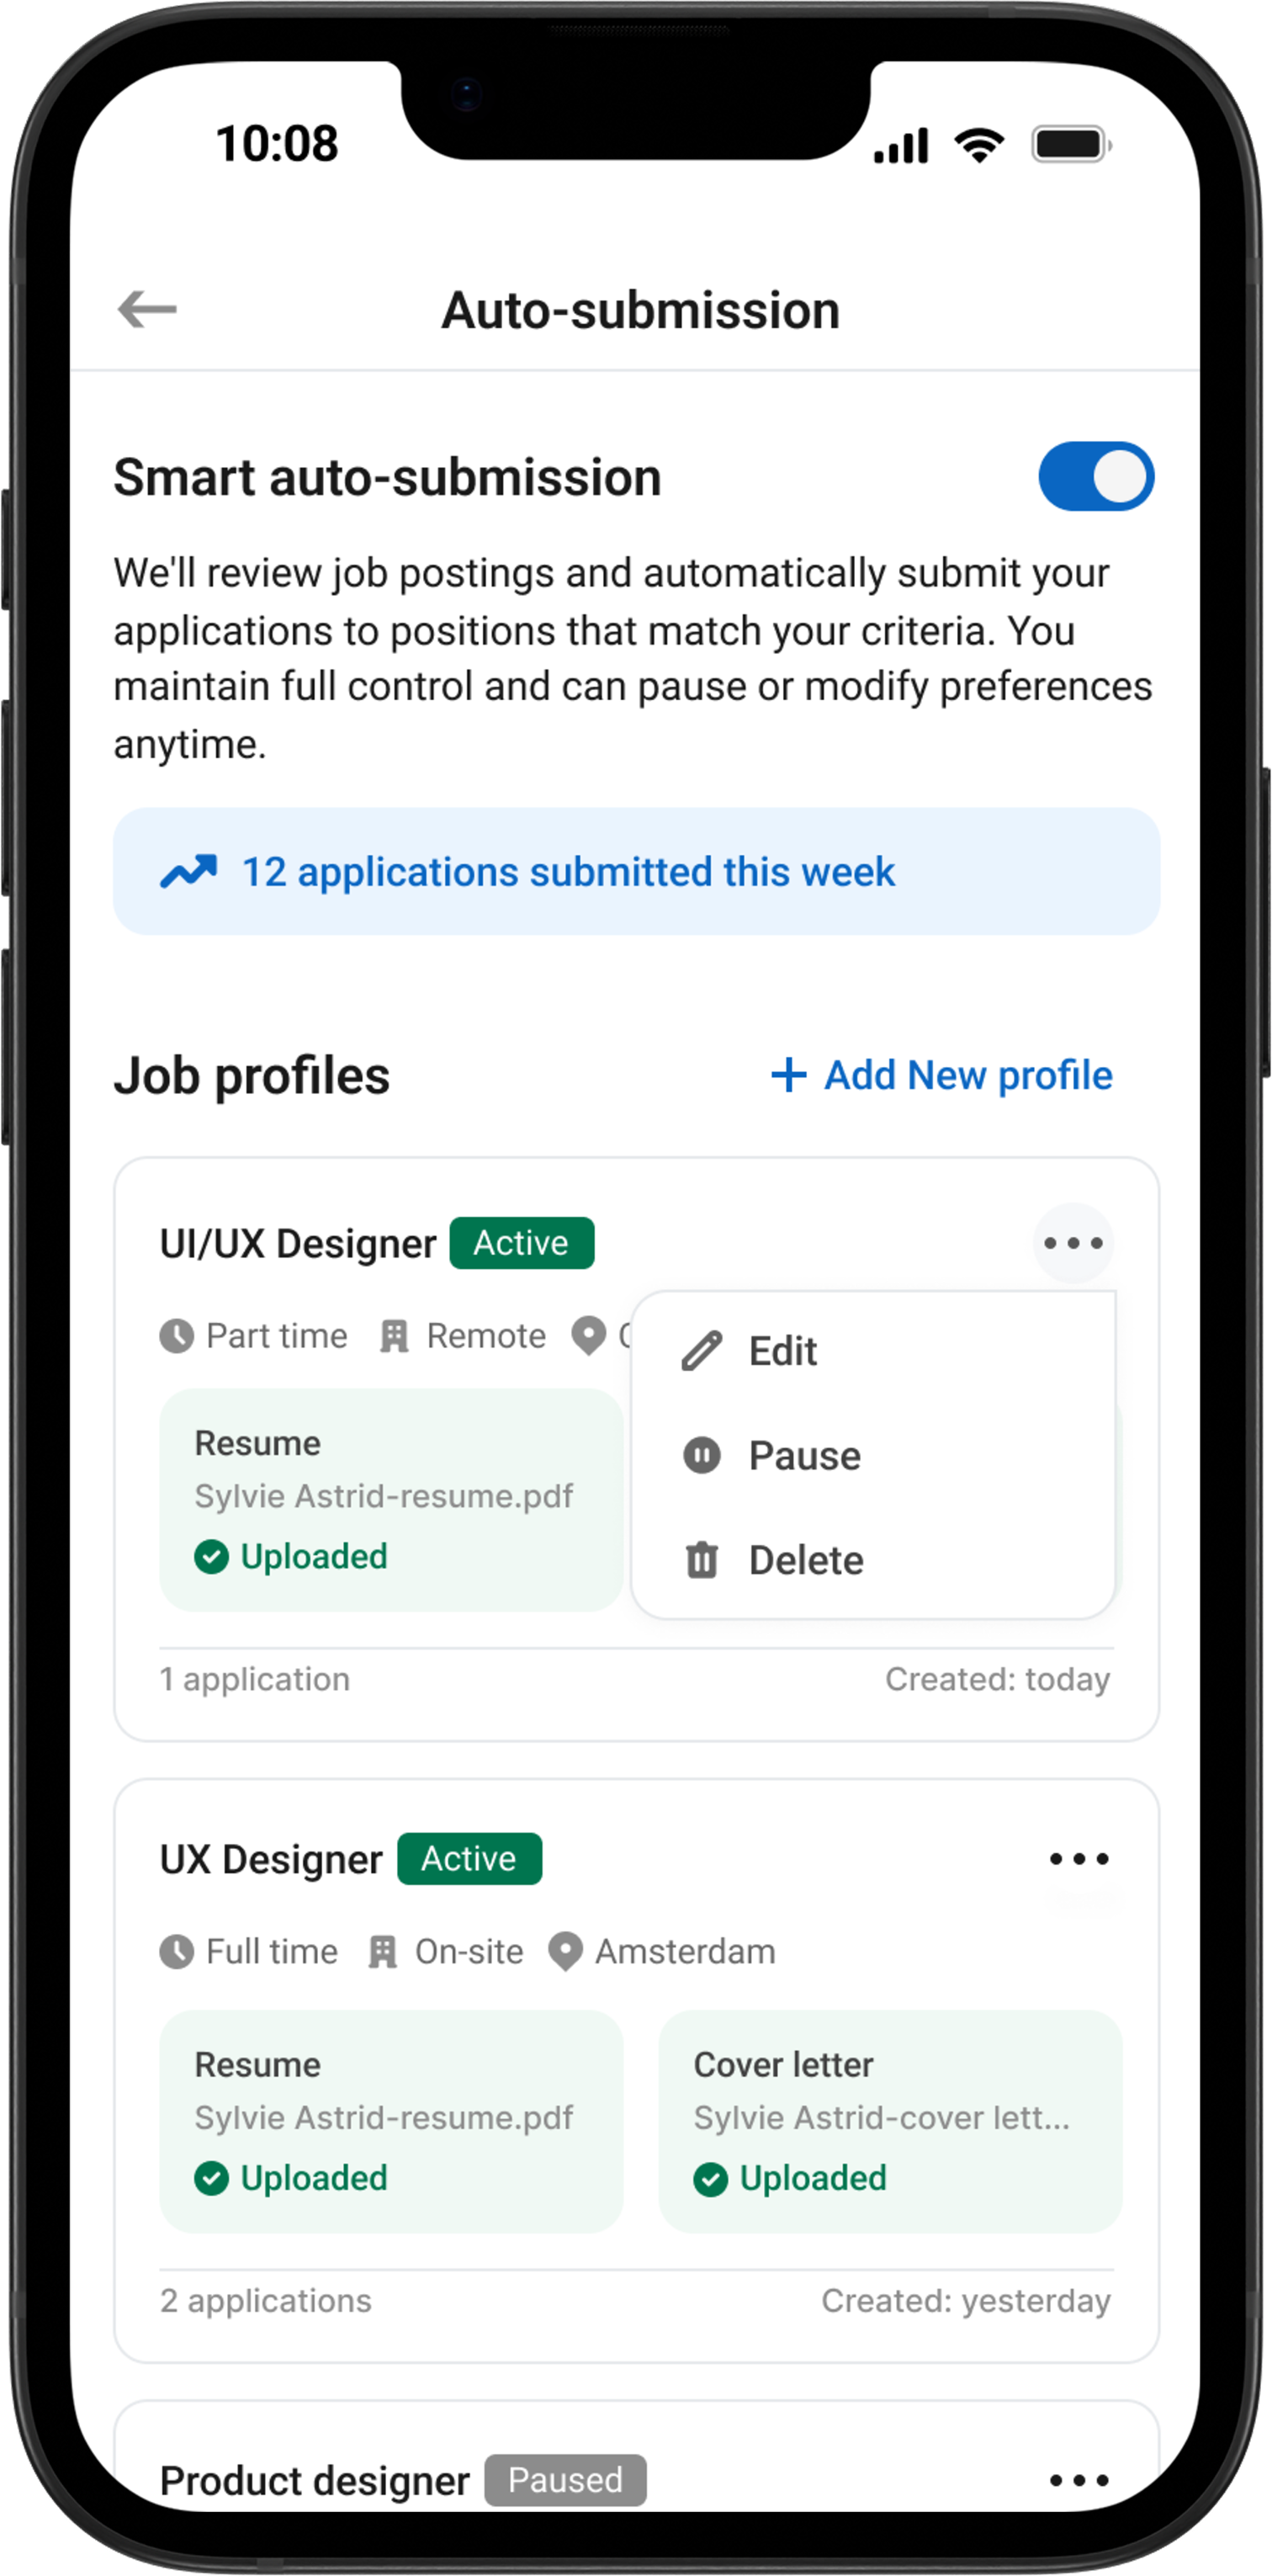 10:08
Auto-submission
Smart auto-submission
We'll review job postings and automatically submit your
applications to positions that match your criteria. You
maintain full control and can pause or modify preferences
anytime.
12 applications submitted this week
Job profiles
Add New profile
UI/UX Designer Active
Part time Remote
Edit
Pause
Delete
Resume
Sylvie Astrid-resume.pdf
Uploaded
1 application Created: today
UX Designer Active
Full time On-site Amsterdam
Resume
Sylvie Astrid-resume.pdf
Uploaded
Cover letter
Sylvie Astrid-cover lett...
Uploaded
2 applications Created: yesterday
Product designer Paused